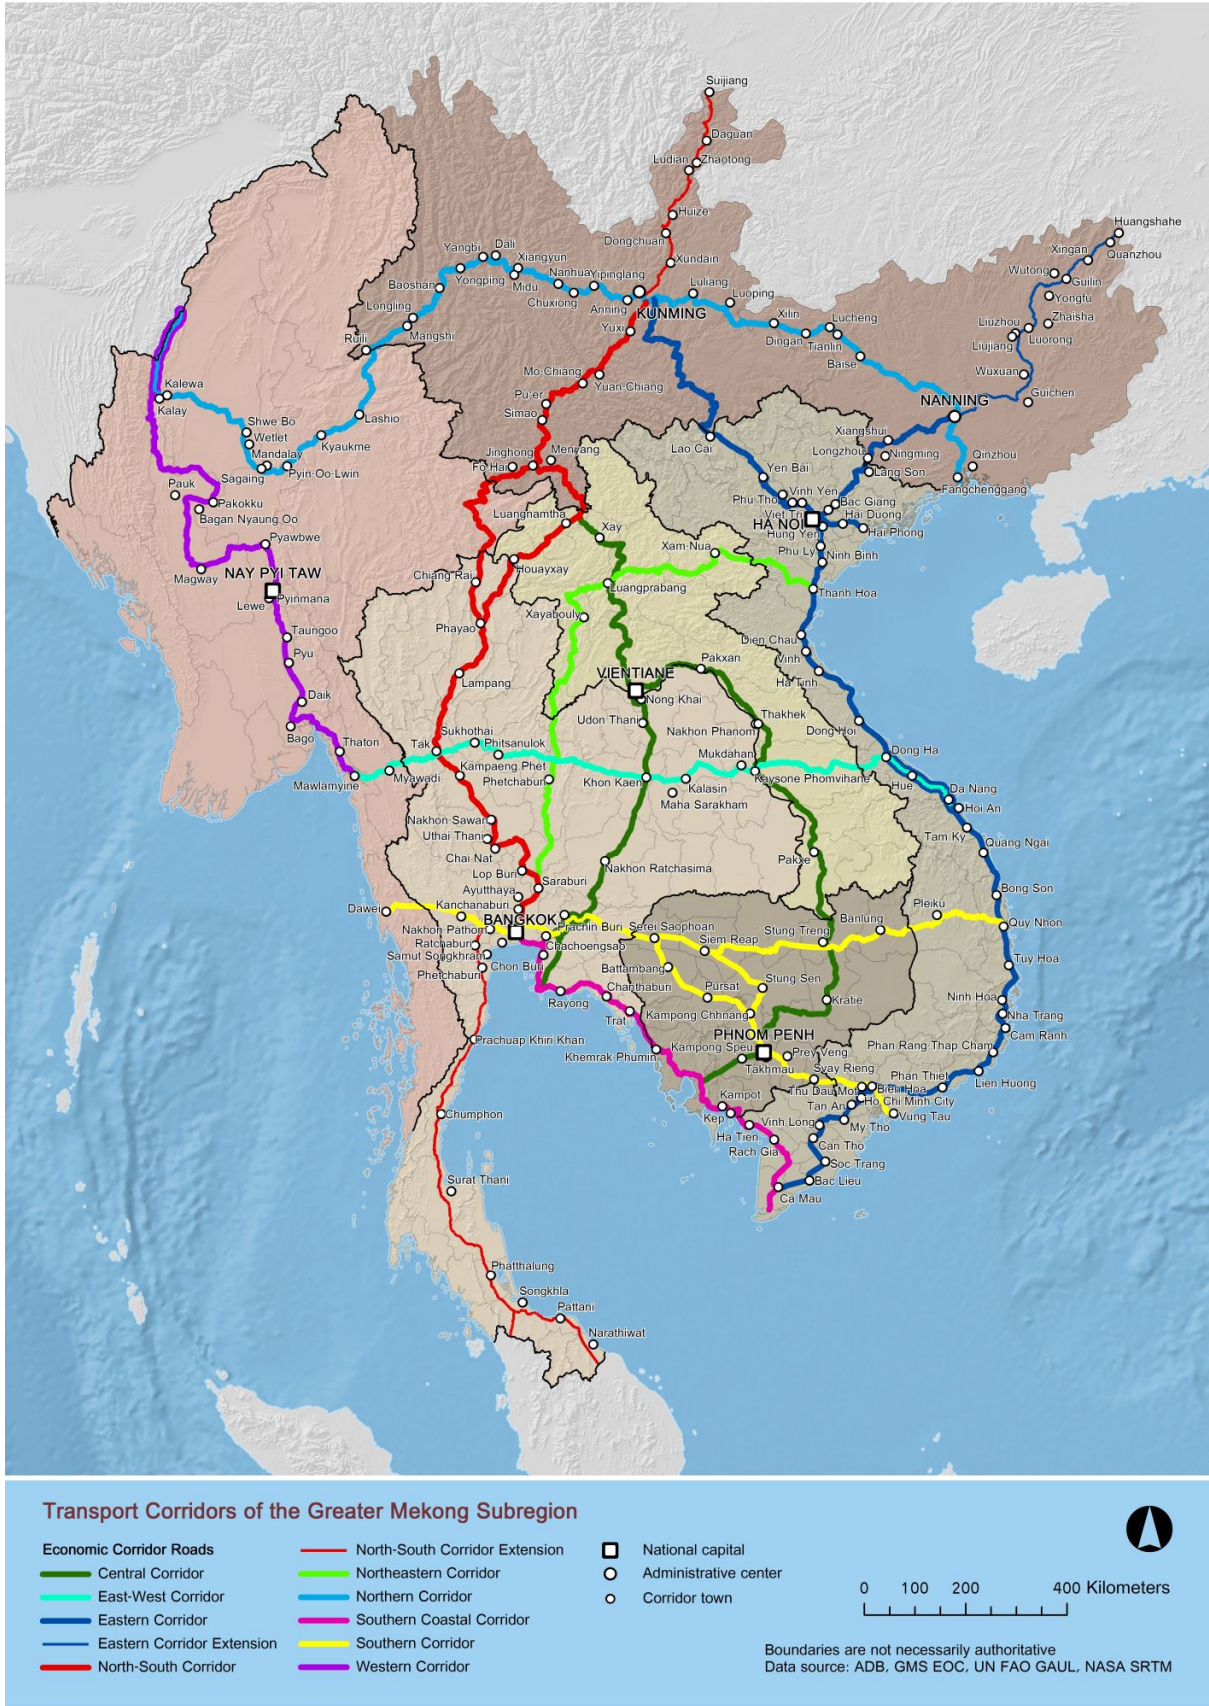 Suijiang
Daguan
Ludian
Zhaotong
Huize
Dongchuan
Xundain
Huangshahe
Xingan
Quanzhou
Wutong
Guilin
Yongfu
Zhaisha
Liuzhou
Luorong
Liujiang
Wuxuan
Guichen
Yangbi
Dali
Xiangyun
Yongping
Midu
Nanhua
Yipinglang
Baoshan
Chuxiong
Anning
KUNMING
Luliang
Luoping
Longling
Mangshi
Ruili
Yuxi
Xilin
Lucheng
Dingan
Tianlin
Baise
NANNING
Mo-Chiang
Yuan-Chiang
Pu'er
Simao
Kalewa
Kalay
Lashio
Shwe Bo
Wetlet
Mandalay
Kyaukme
Sagaing
Pyin-Oo-Lwin
Jinghong
Menyang
Fo Hai
Lao Cai
Xiangshui
Longzhou
Ningming
Lang Son
Qinzhou
Fangchenggang
Yen Bai
Vinh Yen
Phu Tho
Bac Giang
Viet Tri
HA NOI
Hai Duong
Hung Yen
Hai Phong
Phu Ly
Ninh Binh
Pauk
Pakokku
Bagan Nyaung Oo
Luangnamtha
Xay
Xam-Nua
Pyawbwe
Magway
NAY PYI TAW
Lewe
Pyinmana
Houayxay
Chiang Rai
Luangprabang
Thanh Hoa
Xayabouly
Taungoo
Pyu
Phayao
Dien Chau
Vinh
Ha Tinh
Lampang
VIENTIANE
Pakxan
Nong Khai
Daik
Bago
Udon Thani
Nakhon Phanom
Thakhek
Dong Hoi
Thaton
Tak
Sukhothai
Phitsanulok
Mukdahan
Dong Ha
Mawlamyine
Myawadi
Kampaeng Phet
Phetchabun
Khon Kaen
Kalasin
Kaysone Phomvihane
Hue
Maha Sarakham
Da Nang
Hoi An
Nakhon Sawan
Uthai Thani
Chai Nat
Tam Ky
Quang Ngai
Lop Buri
Nakhon Ratchasima
Pakxe
Ayutthaya
Saraburi
Bong Son
Dawei
Kanchanaburi
BANGKOK
Nakhon Pathom
Prachin Buri
Serei Saophoan
Siem Reap
Stung Treng
Banlung
Pleiku
Quy Nhon
Ratchaburi
Chachoengsao
Samut Songkhram
Chon Buri
Phetchaburi
Battambang
Tuy Hoa
Rayong
Chanthaburi
Trat
Pursat
Stung Sen
Kratie
Ninh Hoa
Kampong Chhnang
Nha Trang
Cam Ranh
PHNOM PENH
Prachuap Khiri Khan
Khemrak Phumin
Kampong Speu
Takhmau
Prey Veng
Phan Rang-Thap Cham
Svay Rieng
Phan Thiet
Lien Huong
Thu Dau Mot
Bien Hoa
Ho Chi Minh City
Tan An
Vung Tau
Chumphon
Kampot
Kep
Vinh Long
My Tho
Ha Tien
Rach Gia
Can Tho
Soc Trang
Bac Lieu
Ca Mau
Surat Thani
Phatthalung
Songkhla
Pattani
Narathiwat
Transport Corridors of the Greater Mekong Subregion
Economic Corridor Roads
Central Corridor
East-West Corridor
Eastern Corridor
Eastern Corridor Extension
North-South Corridor
North-South Corridor Extension
Northeastern Corridor
Northern Corridor
Southern Coastal Corridor
Southern Corridor
Western Corridor
National capital
Administrative center
Corridor town
0 100 200 400 Kilometers
Boundaries are not necessarily authoritative
Data source: ADB, GMS EOC, UN FAO GAUL, NASA SRTM